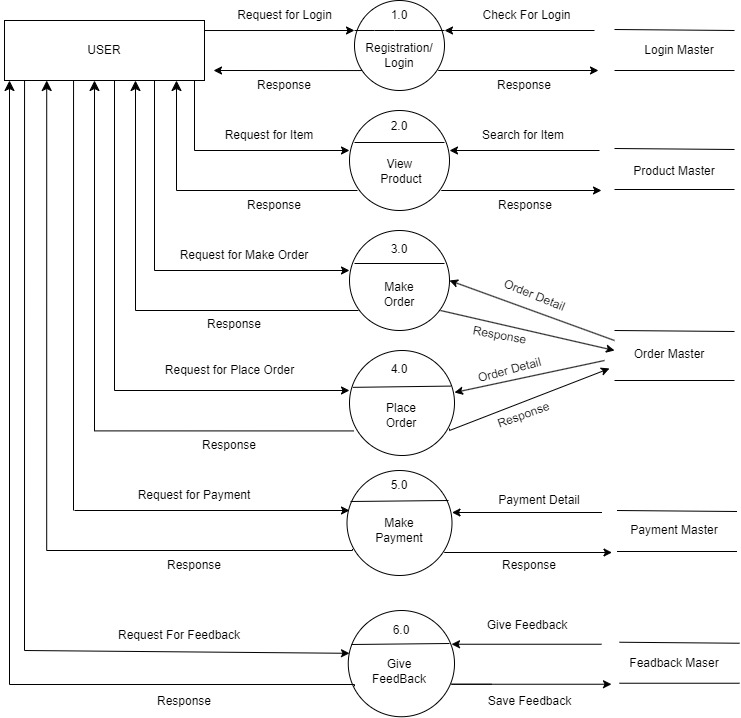 Request for Login
1.0
Check For Login
USER
Registration/
Login
Login Master
Response
Response
2.0
Request for Item
Search for Item
View
Product
Product Master
Response
Response
3.0
Request for Make Order
Make
Order
Order Detail
Response
Response
Order Master
4.0
Request for Place Order
Order Detail
Place
Order
Response
Response
5.0
Request for Payment
Payment Detail
Make
Payment
Payment Master
Response
Response
6.0
Request For Feedback
Give Feedback
Give
FeedBack
Feadback Maser
Response
Save Feedback